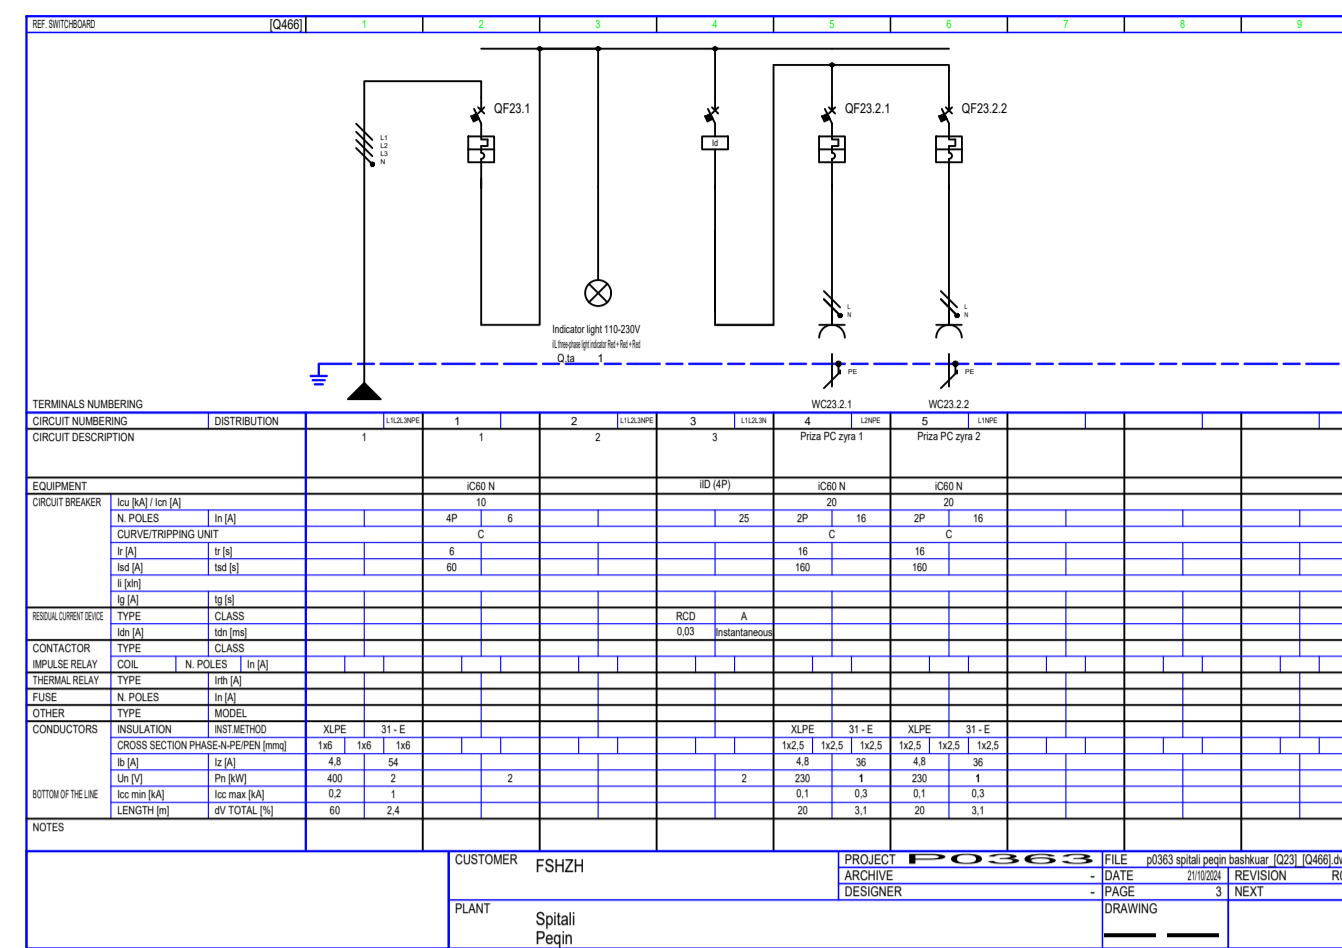 REF. SWITCHBOARD [Q466] 1 2 3 4 5 6 7 8 9
QF23.1 QF23.2.1 QF23.2.2
L1
L2
L3
N
Id
L
N
L
N
Indicator light 110-230V
iL three-phase light indicator Red + Red + Red
Q.ta 1
PE PE
TERMINALS NUMBERING WC23.2.1 WC23.2.2
CIRCUIT NUMBERING DISTRIBUTION L1L2L3NPE 1 2 L1L2L3NPE 3 L1L2L3N 4 L2NPE 5 L1NPE
CIRCUIT DESCRIPTION 1 1 2 3 Priza PC zyra 1 Priza PC zyra 2
EQUIPMENT iC60 N iID (4P) iC60 N iC60 N
CIRCUIT BREAKER Icu [kA] / Icn [A] 10 20 20
N. POLES In [A] 4P 6 25 2P 16 2P 16
CURVE/TRIPPING UNIT C C C
Ir [A] tr [s] 6 16 16
Isd [A] tsd [s] 60 160 160
Ii [xIn]
Ig [A] tg [s]
RESIDUAL CURRENT DEVICE TYPE CLASS RCD A
Idn [A] tdn [ms] 0,03 Instantaneous
CONTACTOR TYPE CLASS
IMPULSE RELAY COIL N. POLES In [A]
THERMAL RELAY TYPE Irth [A]
FUSE N. POLES In [A]
OTHER TYPE MODEL
CONDUCTORS INSULATION INST.METHOD XLPE 31 - E XLPE 31 - E XLPE 31 - E
CROSS SECTION PHASE-N-PE/PEN [mmq] 1x6 1x6 1x6 1x2,5 1x2,5 1x2,5 1x2,5 1x2,5 1x2,5
Ib [A] Iz [A] 4,8 54 4,8 36 4,8 36
Un [V] Pn [kW] 400 2 2 2 230 1 230 1
BOTTOM OF THE LINE Icc min [kA] Icc max [kA] 0,2 1 0,1 0,3 0,1 0,3
LENGTH [m] dV TOTAL [%] 60 2,4 20 3,1 20 3,1
NOTES
CUSTOMER FSHZH PROJECT P0363 FILE p0363 spitali peqin bashkuar_[Q23]_[Q466].dw
ARCHIVE - DATE 21/10/2024 REVISION R0
DESIGNER - PAGE 3 NEXT
PLANT Spitali DRAWING
Peqin